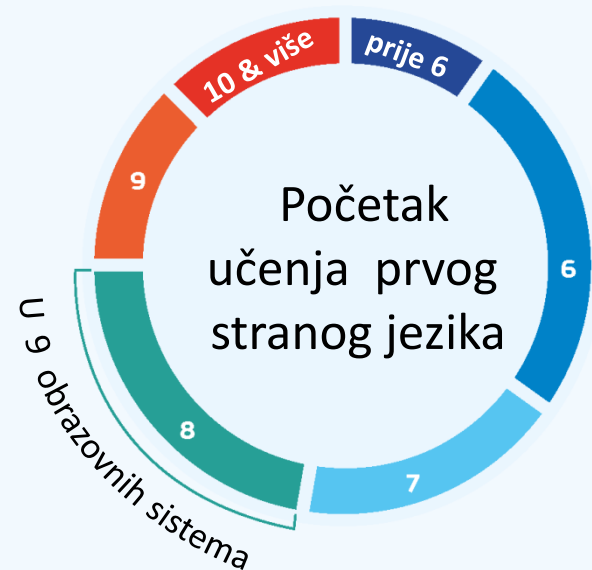 10 & više
prije 6
9
6
Početak
učenja prvog
stranog jezika
8
7
U 9 obrazovnih sistema